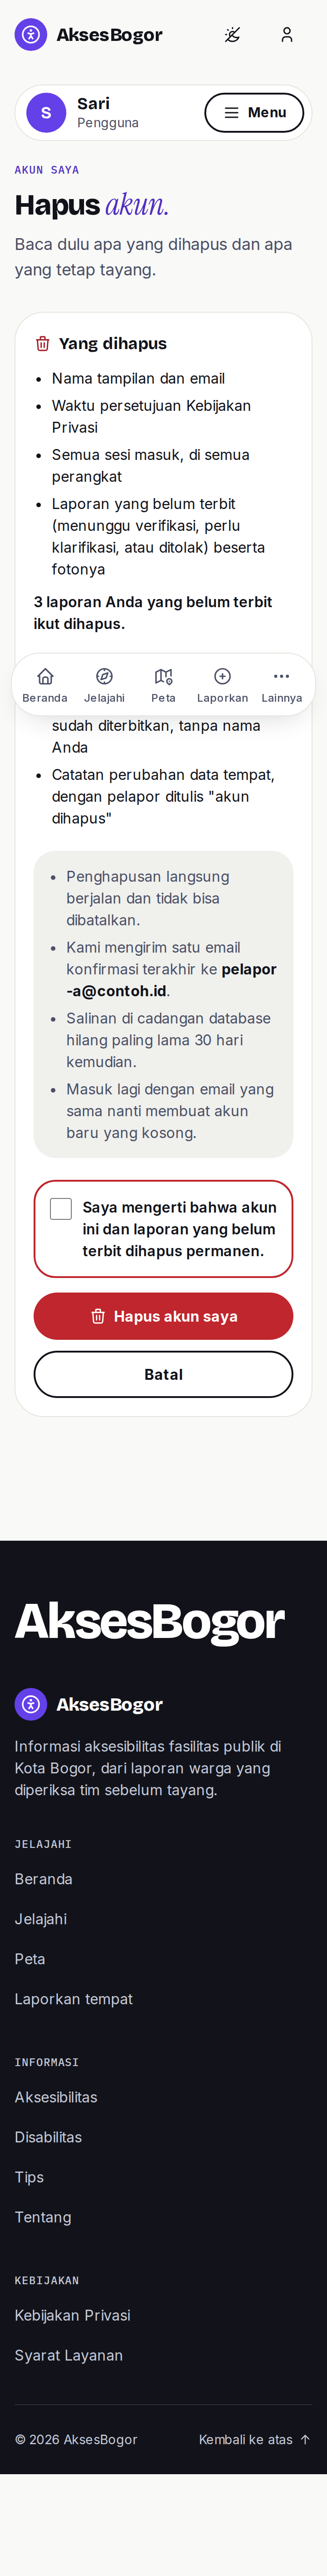 AksesBogor
S
Sari
Pengguna
Menu
AKUN SAYA
Hapus akun.
Baca dulu apa yang dihapus dan apa
yang tetap tayang.
Yang dihapus
• Nama tampilan dan email
• Waktu persetujuan Kebijakan
Privasi
• Semua sesi masuk, di semua
perangkat
• Laporan yang belum terbit
(menunggu verifikasi, perlu
klarifikasi, atau ditolak) beserta
fotonya
3 laporan Anda yang belum terbit
ikut dihapus.
Beranda
Jelajahi
Peta
Laporkan
Lainnya
sudah diterbitkan, tanpa nama
Anda
• Catatan perubahan data tempat,
dengan pelapor ditulis "akun
dihapus"
• Penghapusan langsung
berjalan dan tidak bisa
dibatalkan.
• Kami mengirim satu email
konfirmasi terakhir ke pelapor
-a@contoh.id.
• Salinan di cadangan database
hilang paling lama 30 hari
kemudian.
• Masuk lagi dengan email yang
sama nanti membuat akun
baru yang kosong.
Saya mengerti bahwa akun
ini dan laporan yang belum
terbit dihapus permanen.
Hapus akun saya
Batal
AksesBogor
AksesBogor
Informasi aksesibilitas fasilitas publik di
Kota Bogor, dari laporan warga yang
diperiksa tim sebelum tayang.
JELAJAHI
Beranda
Jelajahi
Peta
Laporkan tempat
INFORMASI
Aksesibilitas
Disabilitas
Tips
Tentang
KEBIJAKAN
Kebijakan Privasi
Syarat Layanan
© 2026 AksesBogor
Kembali ke atas ↑